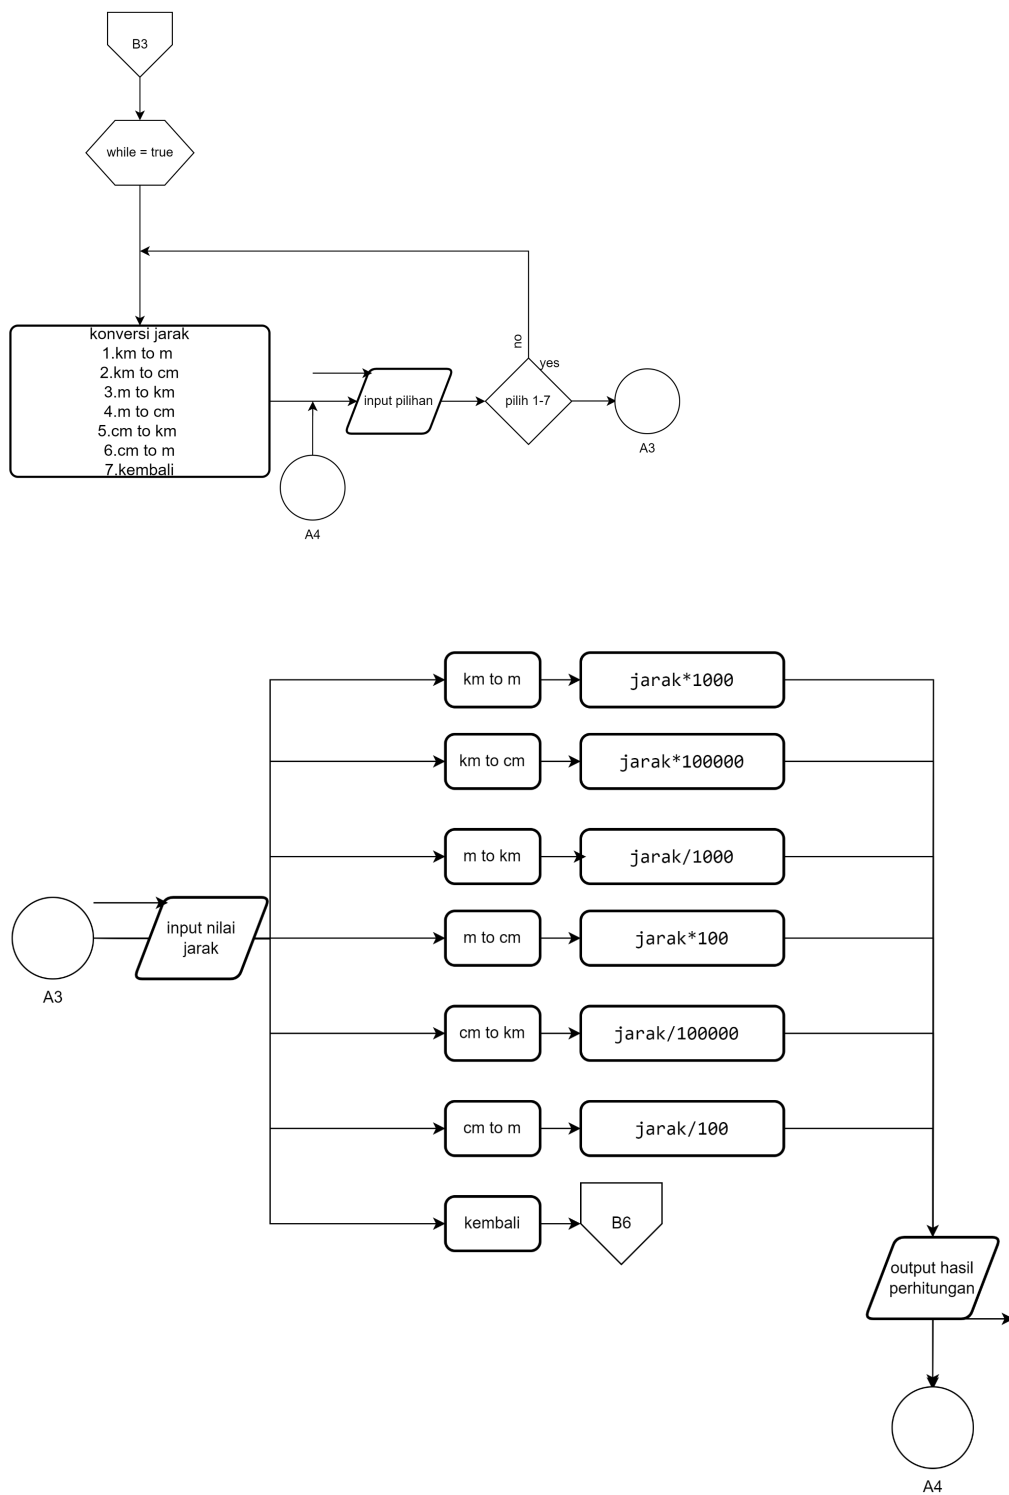 B3
while = true
konversi jarak
1.km to m
2.km to cm
3.m to km
4.m to cm
5.cm to km
6.cm to m
7.kembali
input pilihan
no
yes
pilih 1-7
A3
A4
km to m
jarak*1000
km to cm
jarak*100000
m to km
jarak/1000
A3
input nilai
jarak
m to cm
jarak*100
cm to km
jarak/100000
cm to m
jarak/100
kembali
B6
output hasil
perhitungan
A4